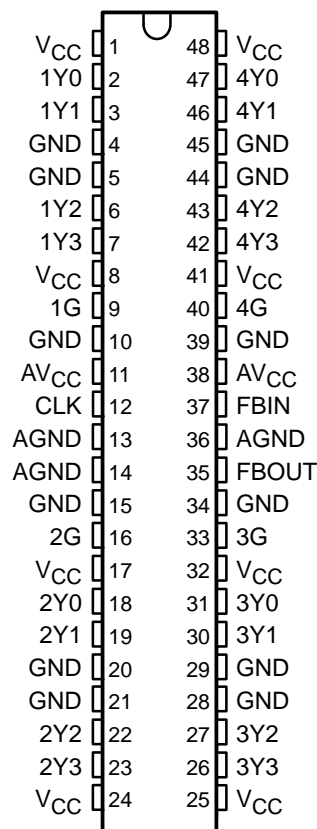 VCC 1 48 VCC
1Y0 2 47 4Y0
1Y1 3 46 4Y1
GND 4 45 GND
GND 5 44 GND
1Y2 6 43 4Y2
1Y3 7 42 4Y3
VCC 8 41 VCC
1G 9 40 4G
GND 10 39 GND
AVCC 11 38 AVCC
CLK 12 37 FBIN
AGND 13 36 AGND
AGND 14 35 FBOUT
GND 15 34 GND
2G 16 33 3G
VCC 17 32 VCC
2Y0 18 31 3Y0
2Y1 19 30 3Y1
GND 20 29 GND
GND 21 28 GND
2Y2 22 27 3Y2
2Y3 23 26 3Y3
VCC 24 25 VCC